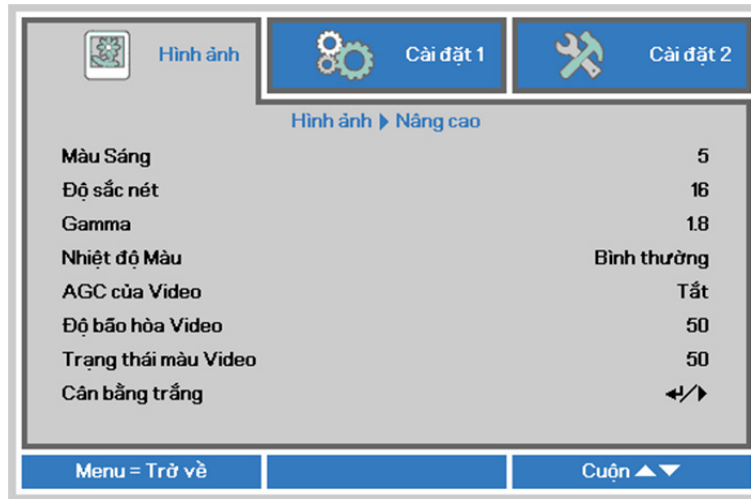 Hình ảnh Cài đặt 1 Cài đặt 2
Hình ảnh ▶ Nâng cao
Màu Sáng 5
Độ sắc nét 16
Gamma 1.8
Nhiệt độ Màu Bình thường
AGC của Video Tắt
Độ bão hòa Video 50
Trạng thái màu Video 50
Cân bằng trắng ↵/▶
Menu = Trở về Cuộn ▲▼